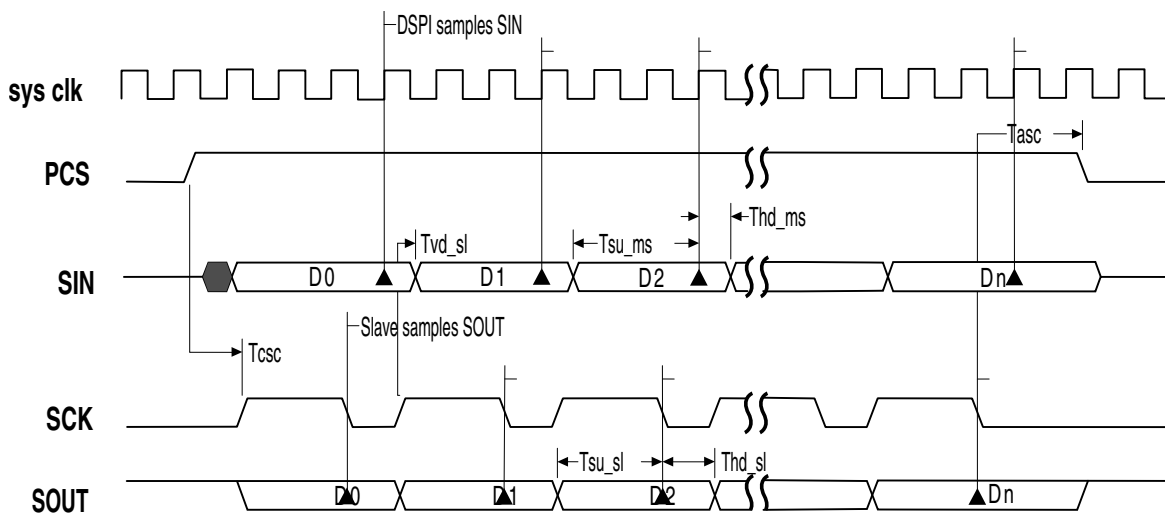 DSPI samples SIN
sys clk
Tasc
PCS
Thd_ms
Tvd_sl
Tsu_ms
SIN
D0
D1
D2
Dn
Slave samples SOUT
Tcsc
SCK
Tsu_sl
Thd_sl
SOUT
D0
D1
D2
Dn